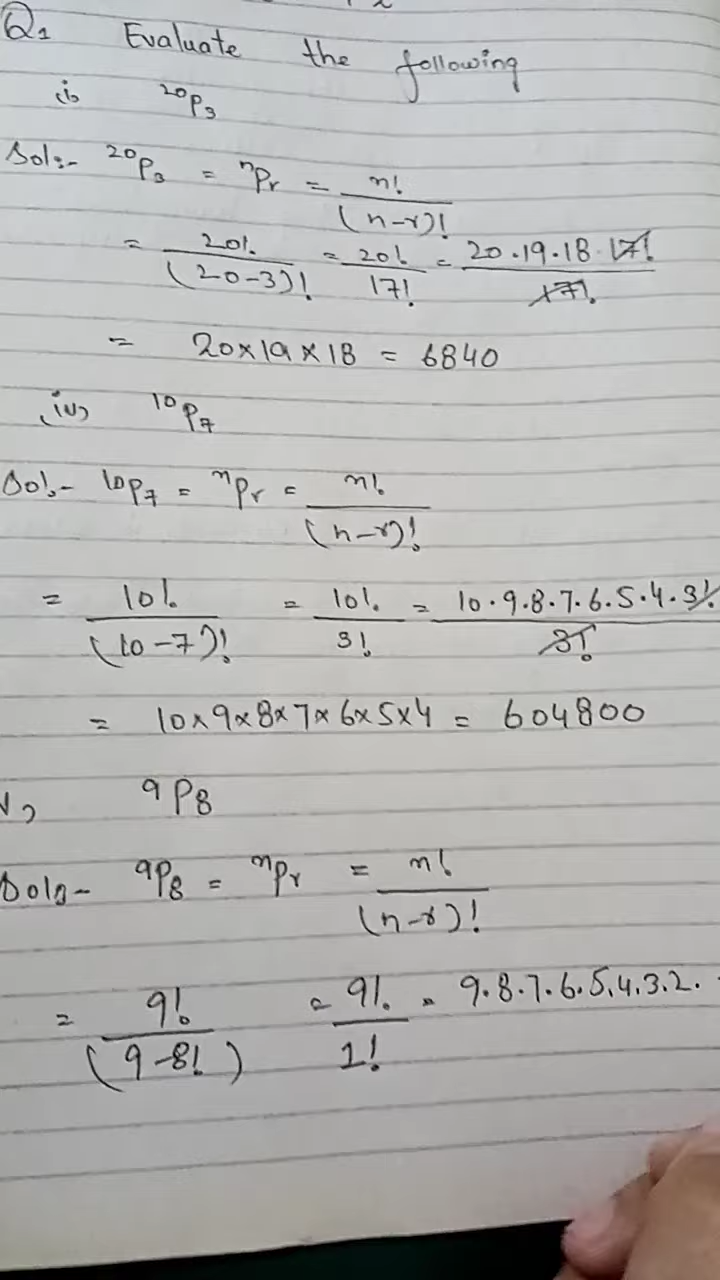 Q1 Evaluate the following
(i) ²⁰P₃
Sol:- ²⁰P₃ = ⁿPr = n!/(n-r)!
= 20!/(20-3)! = 20!/17! = 20·19·18·17!/17!
= 20×19×18 = 6840
(iv) ¹⁰P₇
Sol:- ¹⁰P₇ = ⁿPr = n!/(n-r)!
= 10!/(10-7)! = 10!/3! = 10·9·8·7·6·5·4·3!/3!
= 10×9×8×7×6×5×4 = 604800
⁹P₈
Sol:- ⁹P₈ = ⁿPr = n!/(n-r)!
= 9!/(9-8!) = 9!/1! = 9.8.7.6.5.4.3.2.